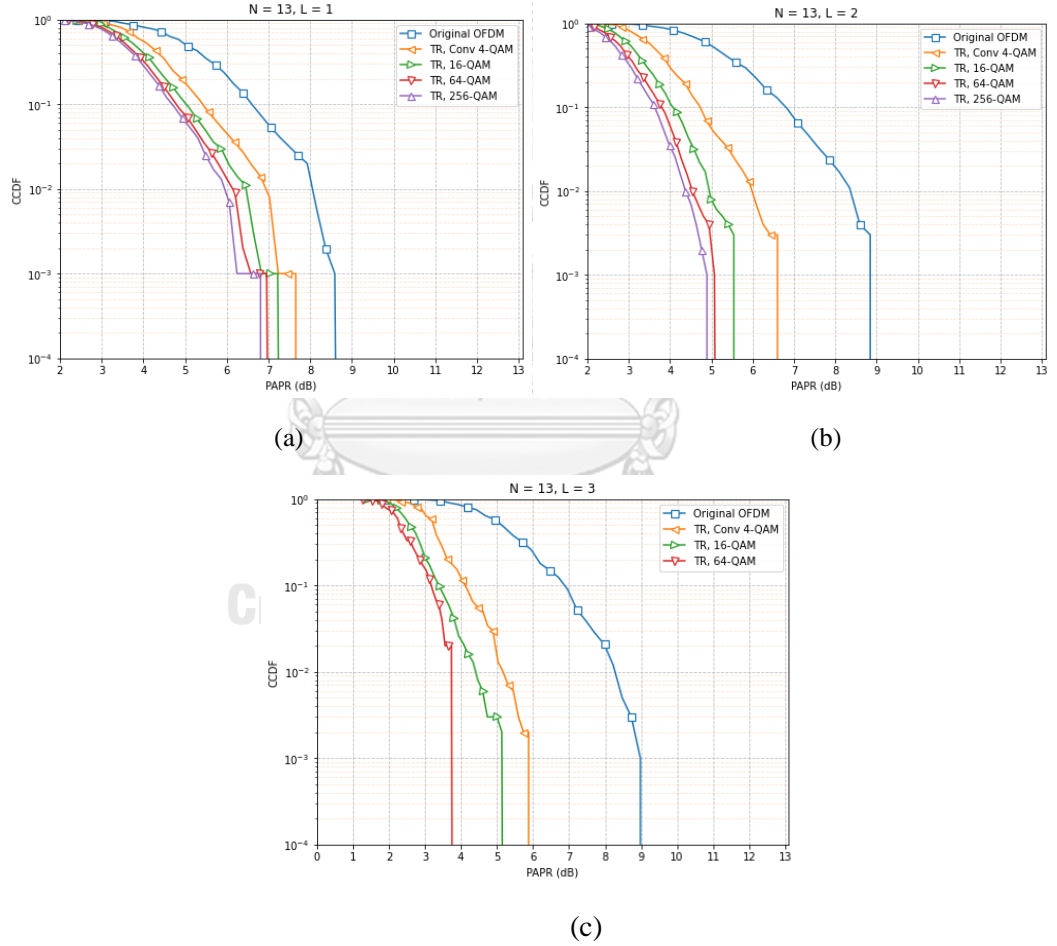 N = 13, L = 1
Original OFDM
TR, Conv 4-QAM
TR, 16-QAM
TR, 64-QAM
TR, 256-QAM
CCDF
10⁰
10⁻¹
10⁻²
10⁻³
10⁻⁴
2 3 4 5 6 7 8 9 10 11 12 13
PAPR (dB)
(a)
N = 13, L = 2
Original OFDM
TR, Conv 4-QAM
TR, 16-QAM
TR, 64-QAM
TR, 256-QAM
CCDF
10⁰
10⁻¹
10⁻²
10⁻³
10⁻⁴
2 3 4 5 6 7 8 9 10 11 12 13
PAPR (dB)
(b)
N = 13, L = 3
Original OFDM
TR, Conv 4-QAM
TR, 16-QAM
TR, 64-QAM
CCDF
10⁰
10⁻¹
10⁻²
10⁻³
10⁻⁴
0 1 2 3 4 5 6 7 8 9 10 11 12 13
PAPR (dB)
(c)